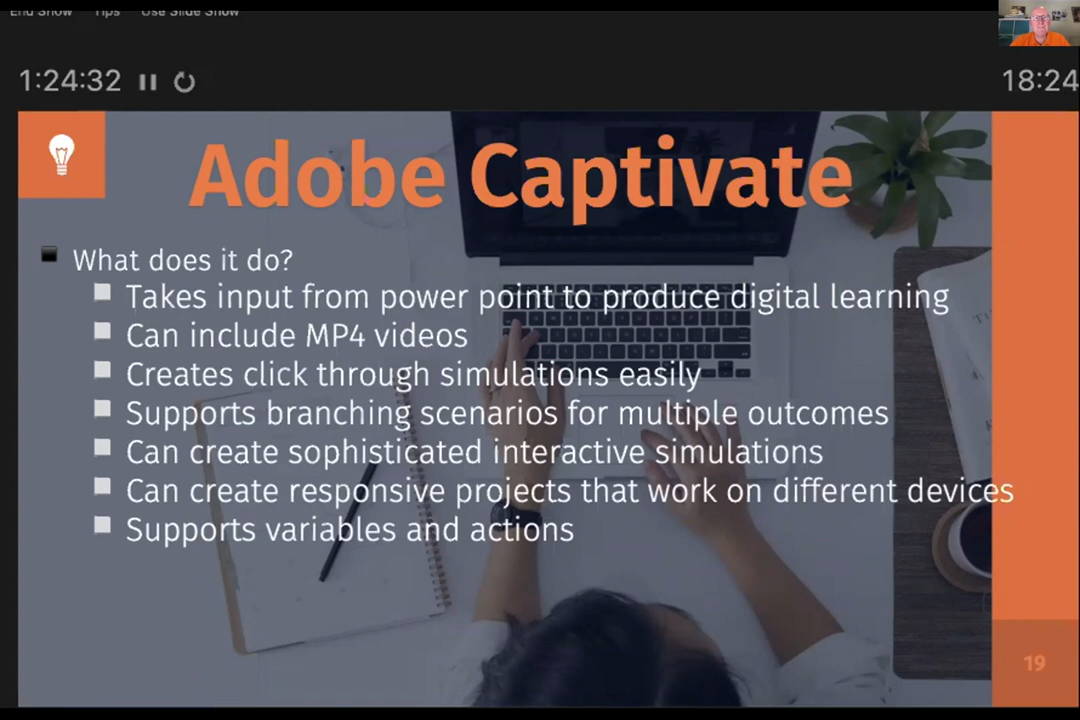 End Show Tips Use Slide Show
1:24:32
18:24
Adobe Captivate
What does it do?
Takes input from power point to produce digital learning
Can include MP4 videos
Creates click through simulations easily
Supports branching scenarios for multiple outcomes
Can create sophisticated interactive simulations
Can create responsive projects that work on different devices
Supports variables and actions
19